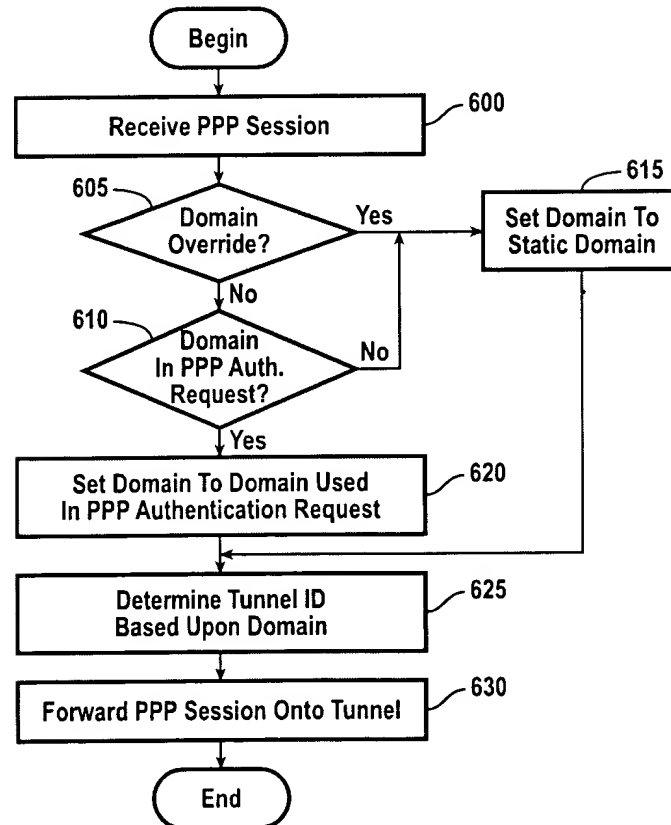 Begin
600
Receive PPP Session
605
Domain
Override?
Yes
615
Set Domain To
Static Domain
No
610
Domain
In PPP Auth.
Request?
No
Yes
620
Set Domain To Domain Used
In PPP Authentication Request
625
Determine Tunnel ID
Based Upon Domain
630
Forward PPP Session Onto Tunnel
End